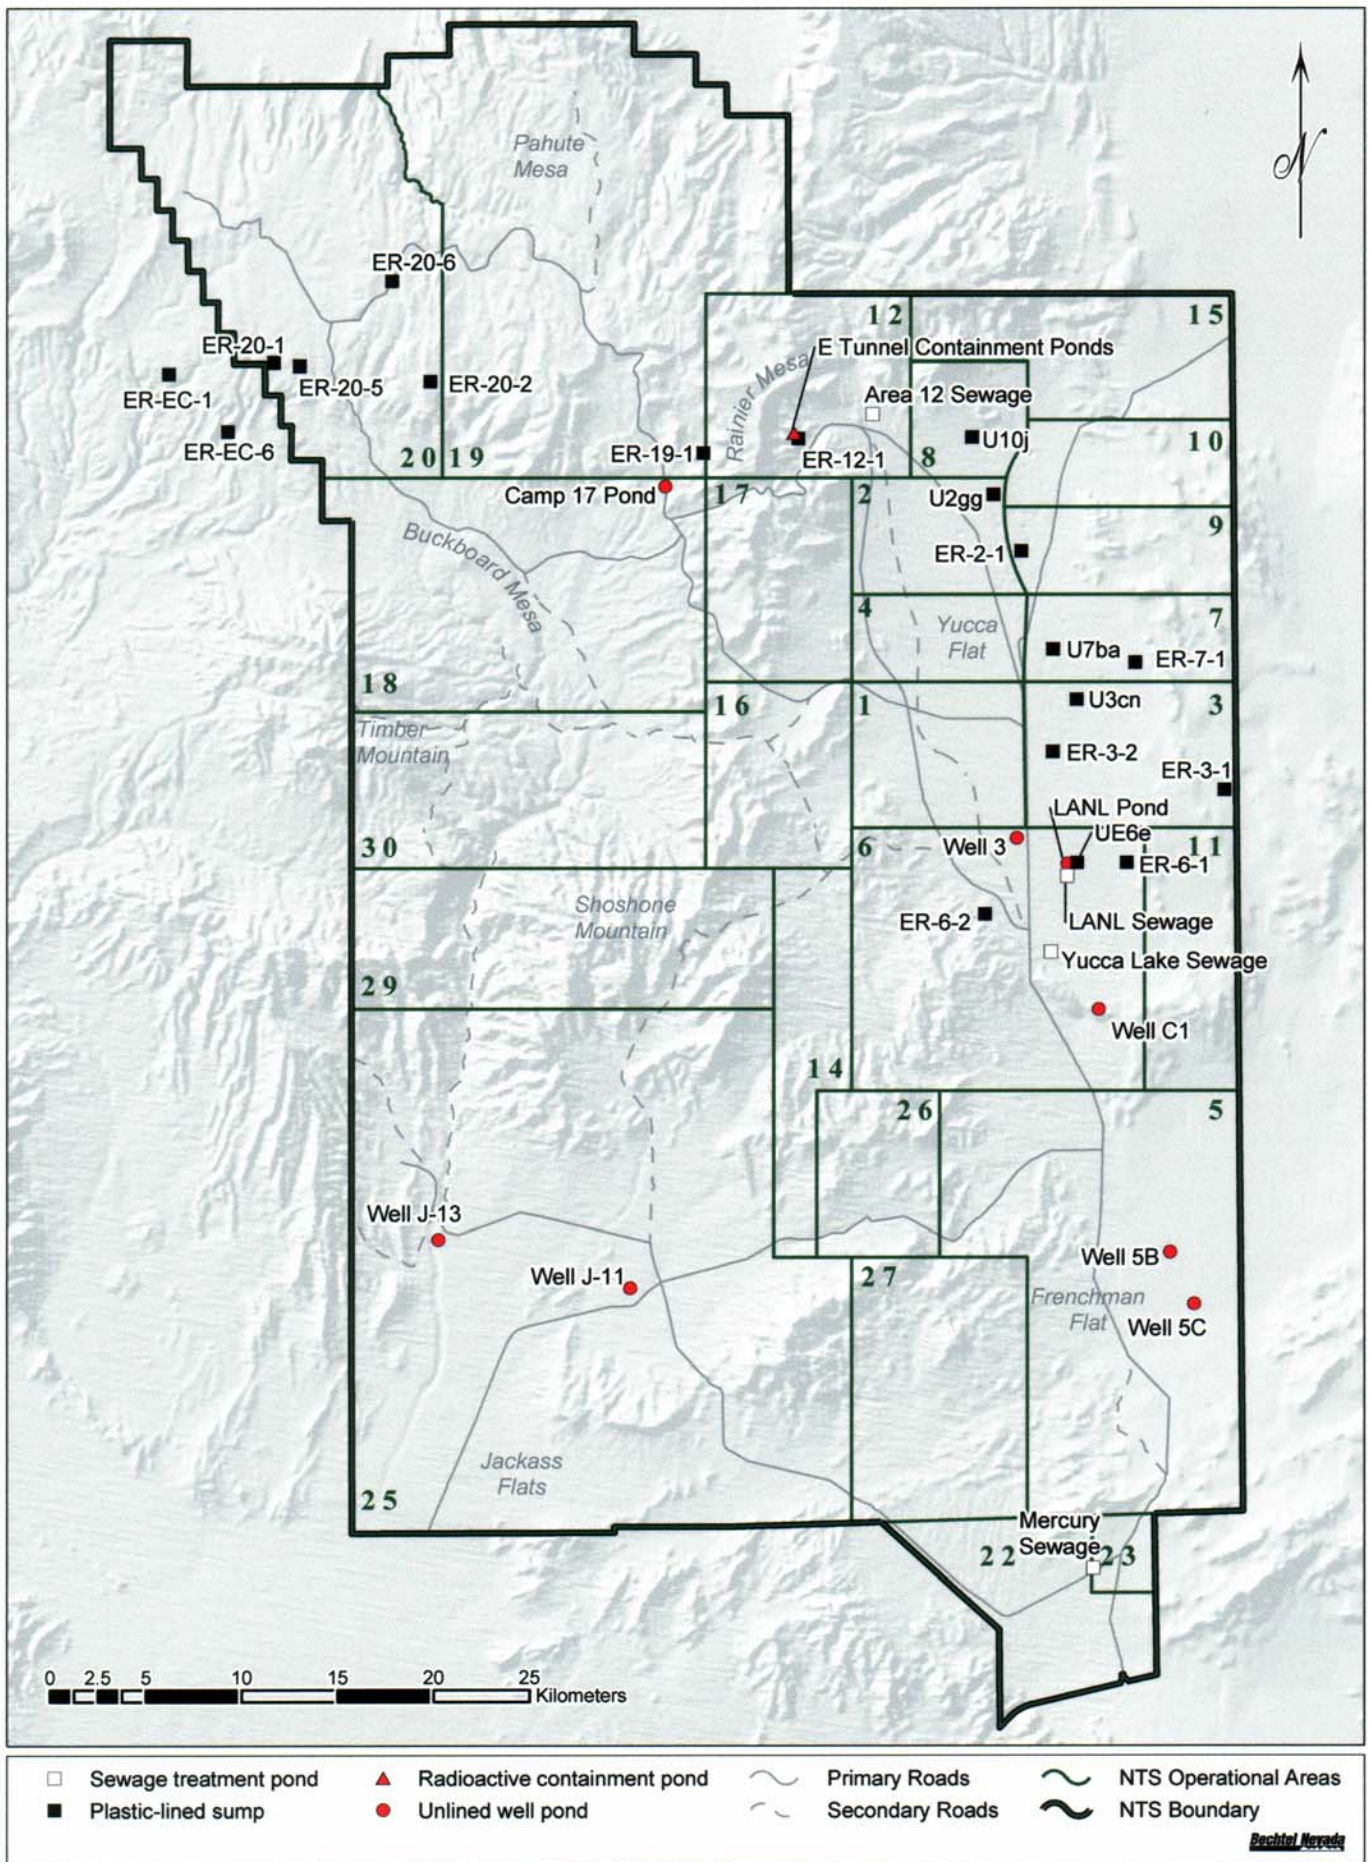 Pahute
Mesa
N
ER-20-6
12
15
E Tunnel Containment Ponds
ER-20-1
ER-20-5
ER-20-2
ER-EC-1
Rainier Mesa
Area 12 Sewage
ER-EC-6
20
19
ER-19-1
ER-12-1
8
U10j
10
Camp 17 Pond
17
2
U2gg
9
Buckboard Mesa
ER-2-1
4
Yucca
Flat
7
U7ba
ER-7-1
18
16
1
U3cn
3
Timber
Mountain
ER-3-2
ER-3-1
LANL Pond
30
Well 3
6
UE6e
11
ER-6-1
Shoshone
Mountain
ER-6-2
LANL Sewage
Yucca Lake Sewage
29
Well C1
14
26
5
Well J-13
Well J-11
Well 5B
27
Frenchman
Flat
Well 5C
Jackass
Flats
25
Mercury
Sewage
22
23
0 2.5 5 10 15 20 25
Kilometers
Sewage treatment pond
Radioactive containment pond
Primary Roads
NTS Operational Areas
Plastic-lined sump
Unlined well pond
Secondary Roads
NTS Boundary
Bechtel Nevada